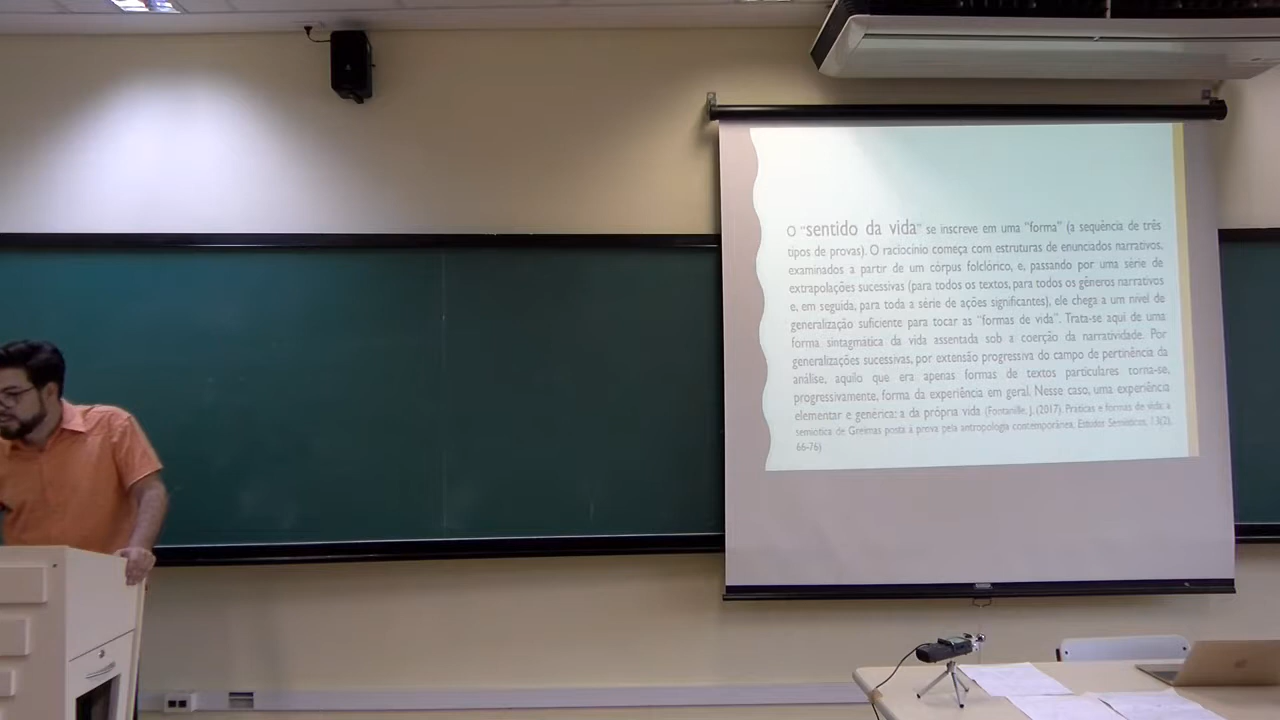 O "sentido da vida" se inscreve em uma "forma" (a sequência de três
tipos de provas). O raciocínio começa com estruturas de enunciados narrativos,
examinados a partir de um córpus folclórico, e, passando por uma série de
extrapolações sucessivas (para todos os textos, para todos os gêneros narrativos
e, em seguida, para toda a série de ações significantes), ele chega a um nível de
generalização suficiente para tocar as "formas de vida". Trata-se aqui de uma
forma sintagmática da vida assentada sob a coerção da narratividade. Por
generalizações sucessivas, por extensão progressiva do campo de pertinência da
análise, aquilo que era apenas formas de textos particulares torna-se,
progressivamente, forma da experiência em geral. Nesse caso, uma experiência
elementar e genérica: a da própria vida (Fontanille, J. (2017). Práticas e formas de vida: a
semiótica de Greimas posta à prova pela antropologia contemporânea. Estudos Semióticos, 13(2),
66-76)